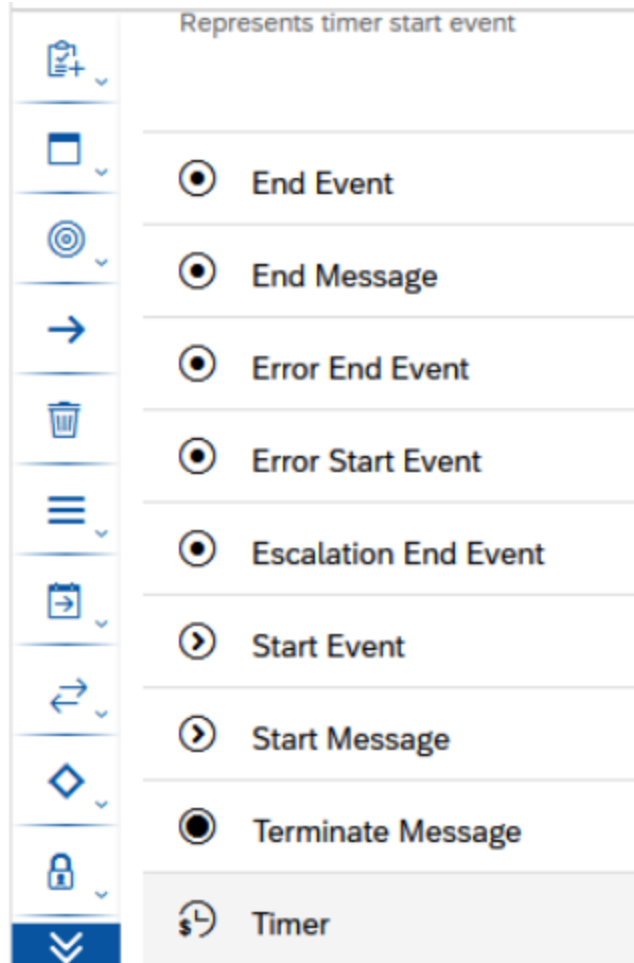 Represents timer start event
End Event
End Message
Error End Event
Error Start Event
Escalation End Event
Start Event
Start Message
Terminate Message
Timer